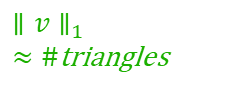 ‖ v ‖₁
≈ #triangles